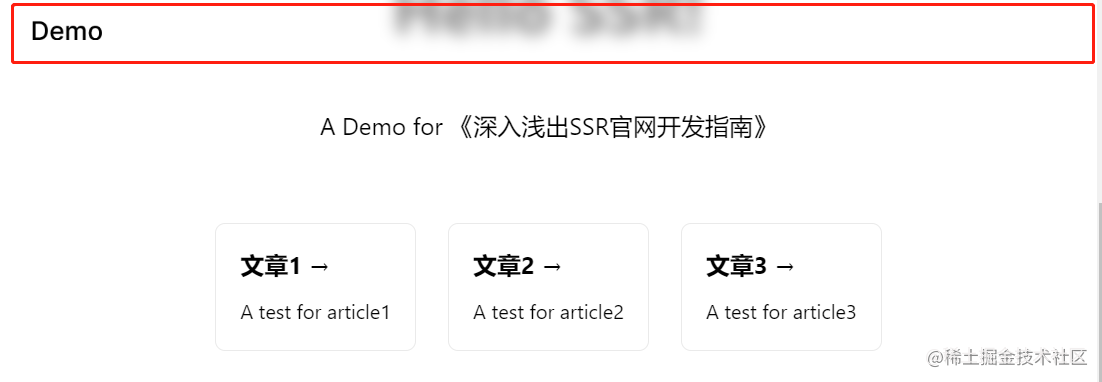 Hello SSR!
Demo
A Demo for 《深入浅出SSR官网开发指南》
文章1 →
文章2 →
文章3 →
A test for article1
A test for article2
A test for article3
@稀土掘金技术社区